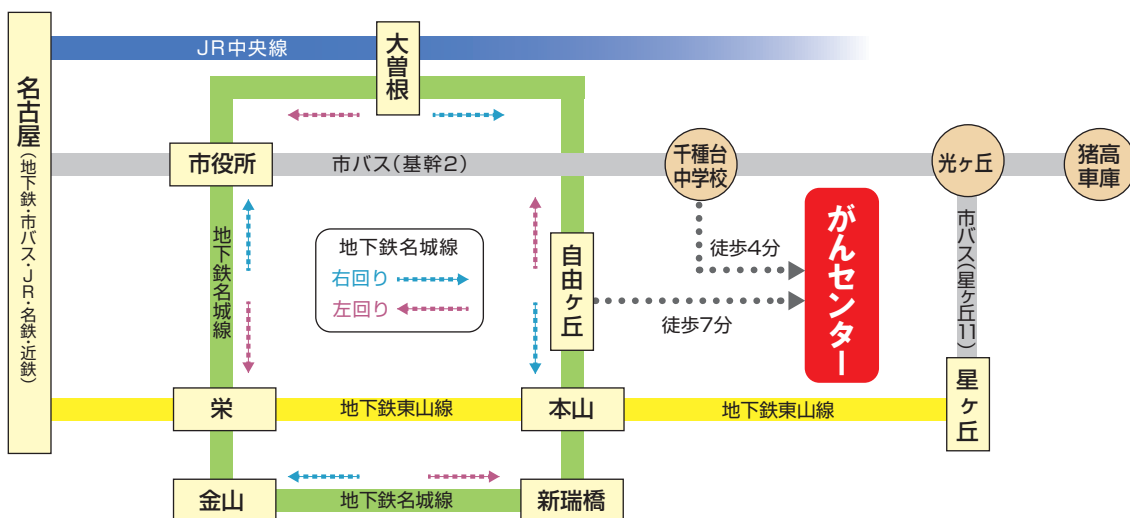 JR中央線
大曽根
名古屋
(地下鉄・市バス・JR・名鉄・近鉄)
市役所
市バス(基幹2)
千種台
中学校
光ヶ丘
猪高
車庫
地下鉄名城線
地下鉄名城線
右回り
左回り
自由ヶ丘
徒歩4分
徒歩7分
がんセンター
市バス(星ヶ丘11)
栄
地下鉄東山線
本山
地下鉄東山線
星ヶ丘
金山
地下鉄名城線
新瑞橋